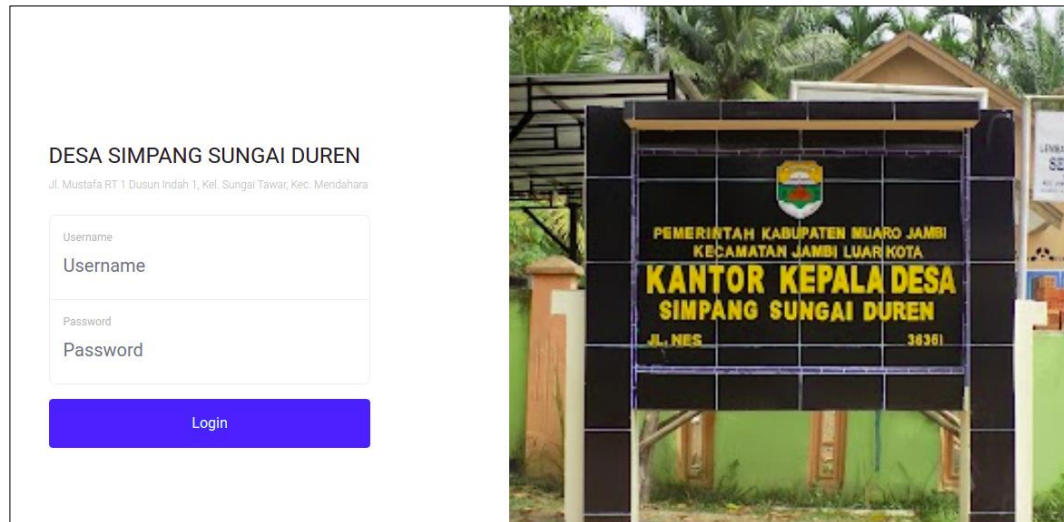 DESA SIMPANG SUNGAI DUREN
Jl. Mustafa RT 1 Dusun Indah 1, Kel. Sungai Tawar, Kec. Mendahara
Username
Username
Password
Password
Login
PEMERINTAH KABUPATEN MUARO JAMBI
KECAMATAN JAMBI LUAR KOTA
KANTOR KEPALA DESA
SIMPANG SUNGAI DUREN
JL. NES 36361